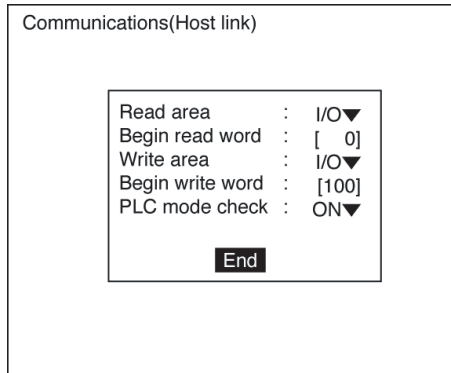 Communications(Host link)
Read area : I/O▼
Begin read word : [ 0]
Write area : I/O▼
Begin write word : [100]
PLC mode check : ON▼
End